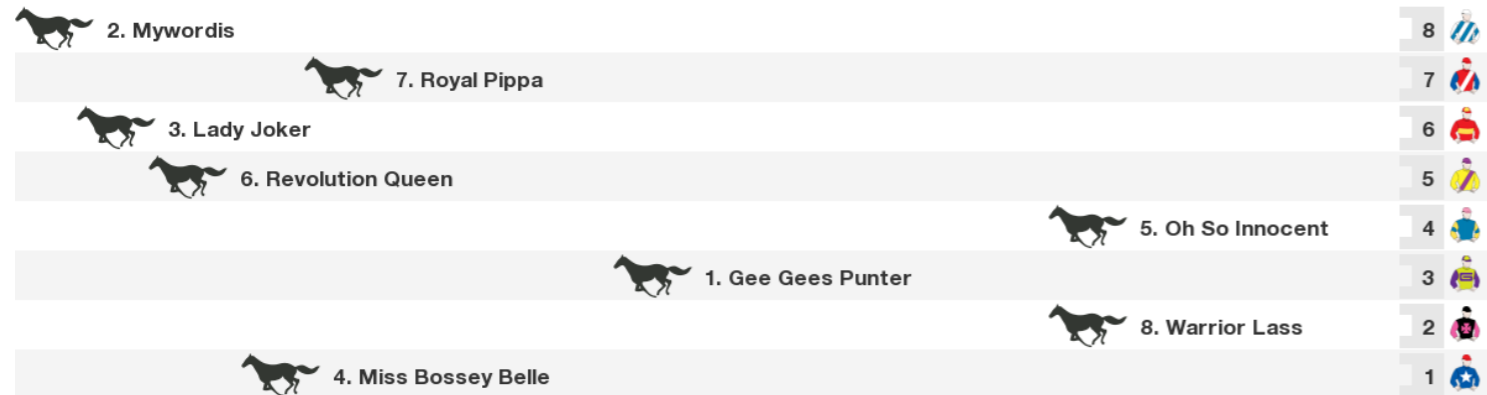 2. Mywordis 8
7. Royal Pippa 7
3. Lady Joker 6
6. Revolution Queen 5
5. Oh So Innocent 4
1. Gee Gees Punter 3
8. Warrior Lass 2
4. Miss Bossey Belle 1